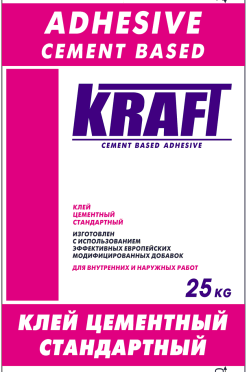 ADHESIVE
CEMENT BASED
KRAFT
CEMENT BASED ADHESIVE
КЛЕЙ
ЦЕМЕНТНЫЙ
СТАНДАРТНЫЙ
ИЗГОТОВЛЕН
С ИСПОЛЬЗОВАНИЕМ
ЭФФЕКТИВНЫХ ЕВРОПЕЙСКИХ
МОДИФИЦИРОВАННЫХ ДОБАВОК
ДЛЯ ВНУТРЕННИХ И НАРУЖНЫХ РАБОТ
25 KG
КЛЕЙ ЦЕМЕНТНЫЙ
СТАНДАРТНЫЙ